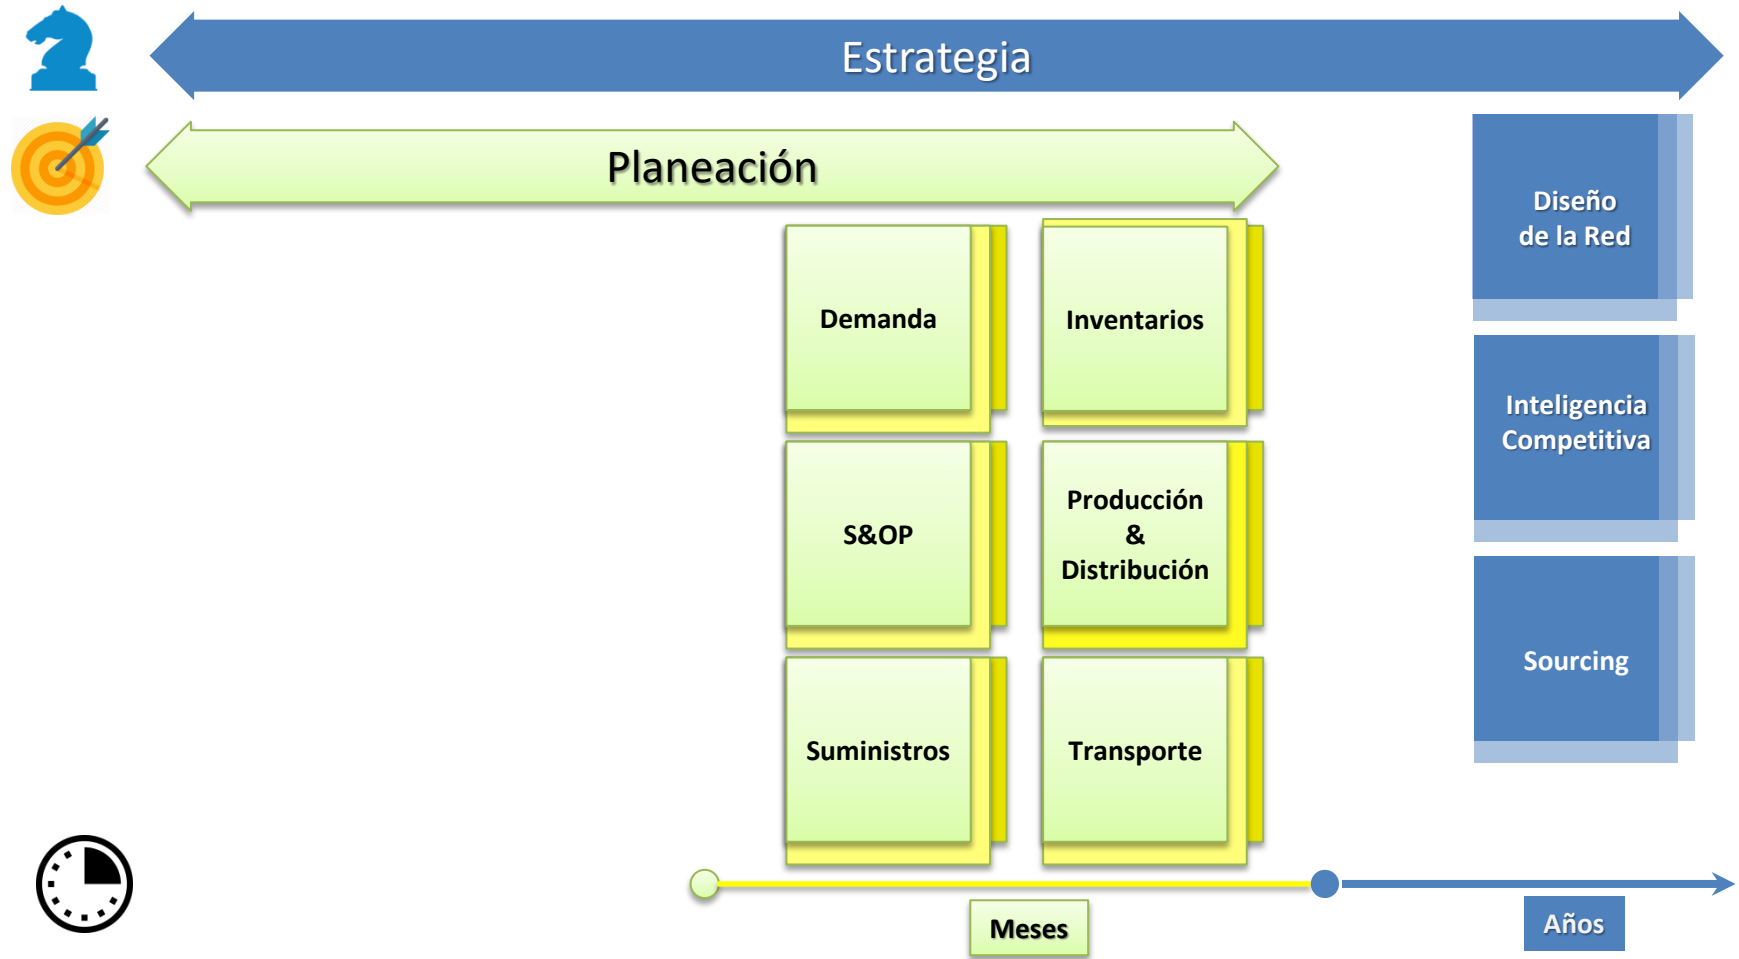 Estrategia
Planeación
Diseño
de la Red
Demanda
Inventarios
Inteligencia
Competitiva
S&OP
Producción
&
Distribución
Sourcing
Suministros
Transporte
Meses
Años